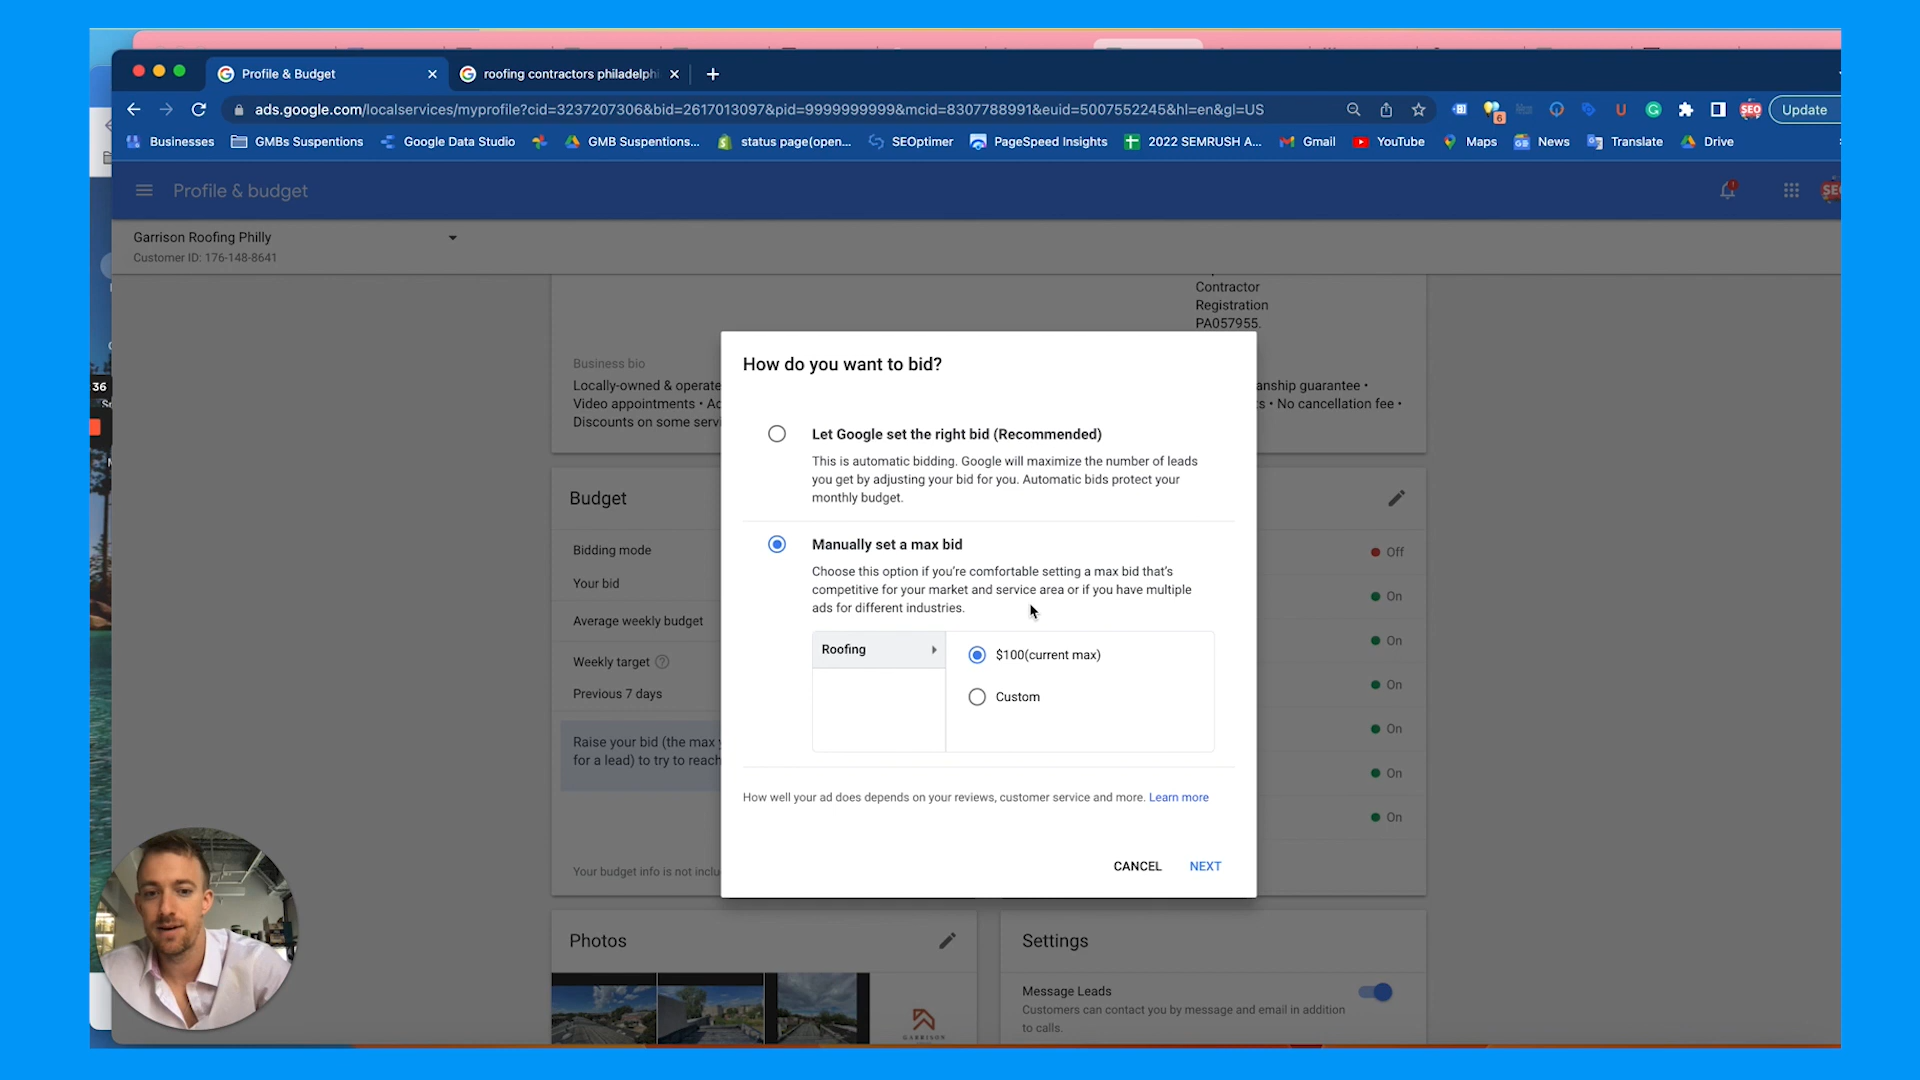 Profile & Budget
roofing contractors philadelph
ads.google.com/localservices/myprofile?cid=3237207306&bid=2617013097&pid=9999999999&mcid=8307788991&euid=5007552245&hl=en&gl=US
6
SEO
Update
Businesses
GMBs Suspentions
Google Data Studio
GMB Suspentions...
status page(open...
SEOptimer
PageSpeed Insights
2022 SEMRUSH A...
Gmail
YouTube
Maps
News
Translate
Drive
Profile & budget
Garrison Roofing Philly
Customer ID: 176-148-8641
Contractor
Registration
PA057955.
How do you want to bid?
Business bio
Locally-owned & operate
anship guarantee •
Video appointments • Ac
s • No cancellation fee •
Discounts on some serv
36
Let Google set the right bid (Recommended)
This is automatic bidding. Google will maximize the number of leads
you get by adjusting your bid for you. Automatic bids protect your
monthly budget.
Budget
Manually set a max bid
Choose this option if you're comfortable setting a max bid that's
competitive for your market and service area or if you have multiple
ads for different industries.
Bidding mode
Off
Your bid
On
Average weekly budget
On
Weekly target
Previous 7 days
On
Roofing
$100(current max)
Custom
On
Raise your bid (the max y
for a lead) to try to reach
On
How well your ad does depends on your reviews, customer service and more. Learn more
On
Your budget info is not inclu
CANCEL
NEXT
Photos
Settings
Message Leads
Customers can contact you by message and email in addition
to calls.
GARRISON